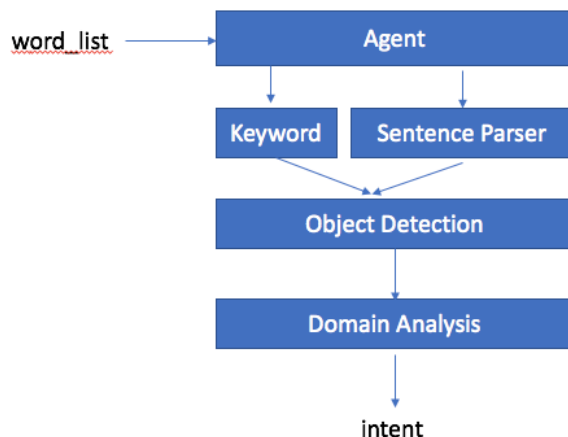 word_list
Agent
Keyword
Sentence Parser
Object Detection
Domain Analysis
intent